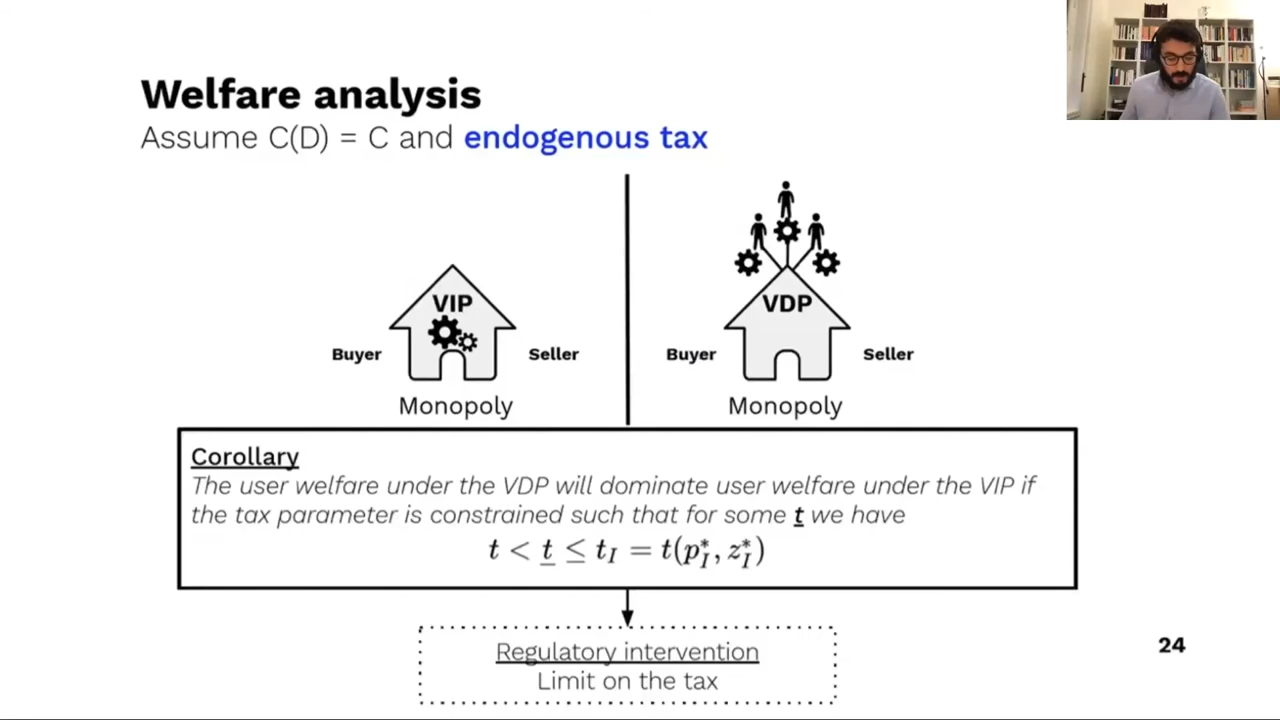 Welfare analysis
Assume C(D) = C and endogenous tax
VIP
Buyer
Seller
Monopoly
VDP
Buyer
Seller
Monopoly
Corollary
The user welfare under the VDP will dominate user welfare under the VIP if
the tax parameter is constrained such that for some t̲ we have
t < t̲ ≤ t_I = t(p_I^*, z_I^*)
Regulatory intervention
Limit on the tax
24